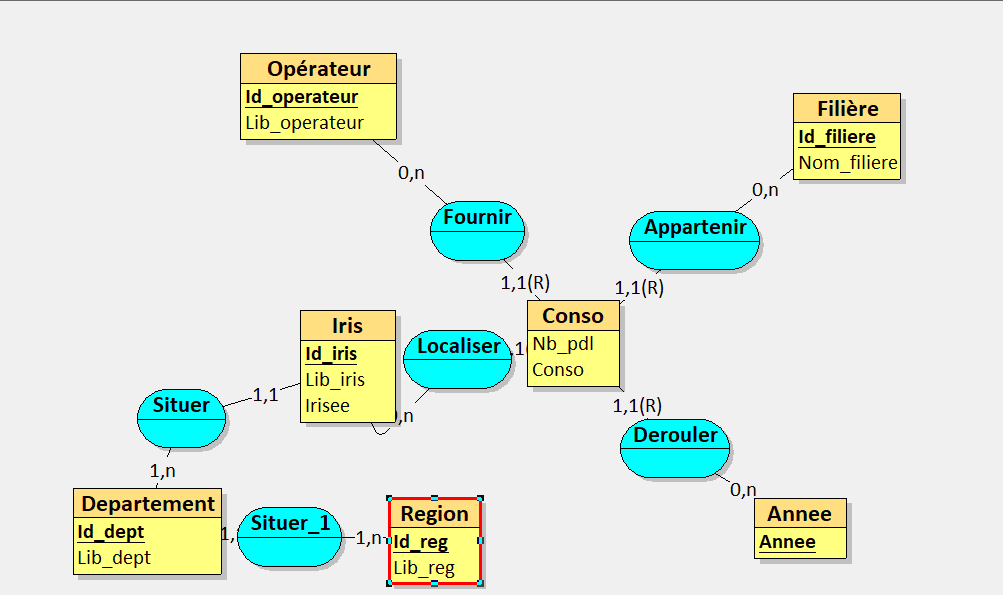 Opérateur
Id_operateur
Lib_operateur
0,n
Fournir
1,1(R)
Filière
Id_filiere
Nom_filiere
0,n
Appartenir
1,1(R)
Conso
Nb_pdl
Conso
Iris
Id_iris
Lib_iris
Irisee
Localiser
0,n
1,1
Situer
1,n
1,1(R)
Derouler
0,n
Departement
Id_dept
Lib_dept
Situer_1
1,n
Region
Id_reg
Lib_reg
Annee
Annee